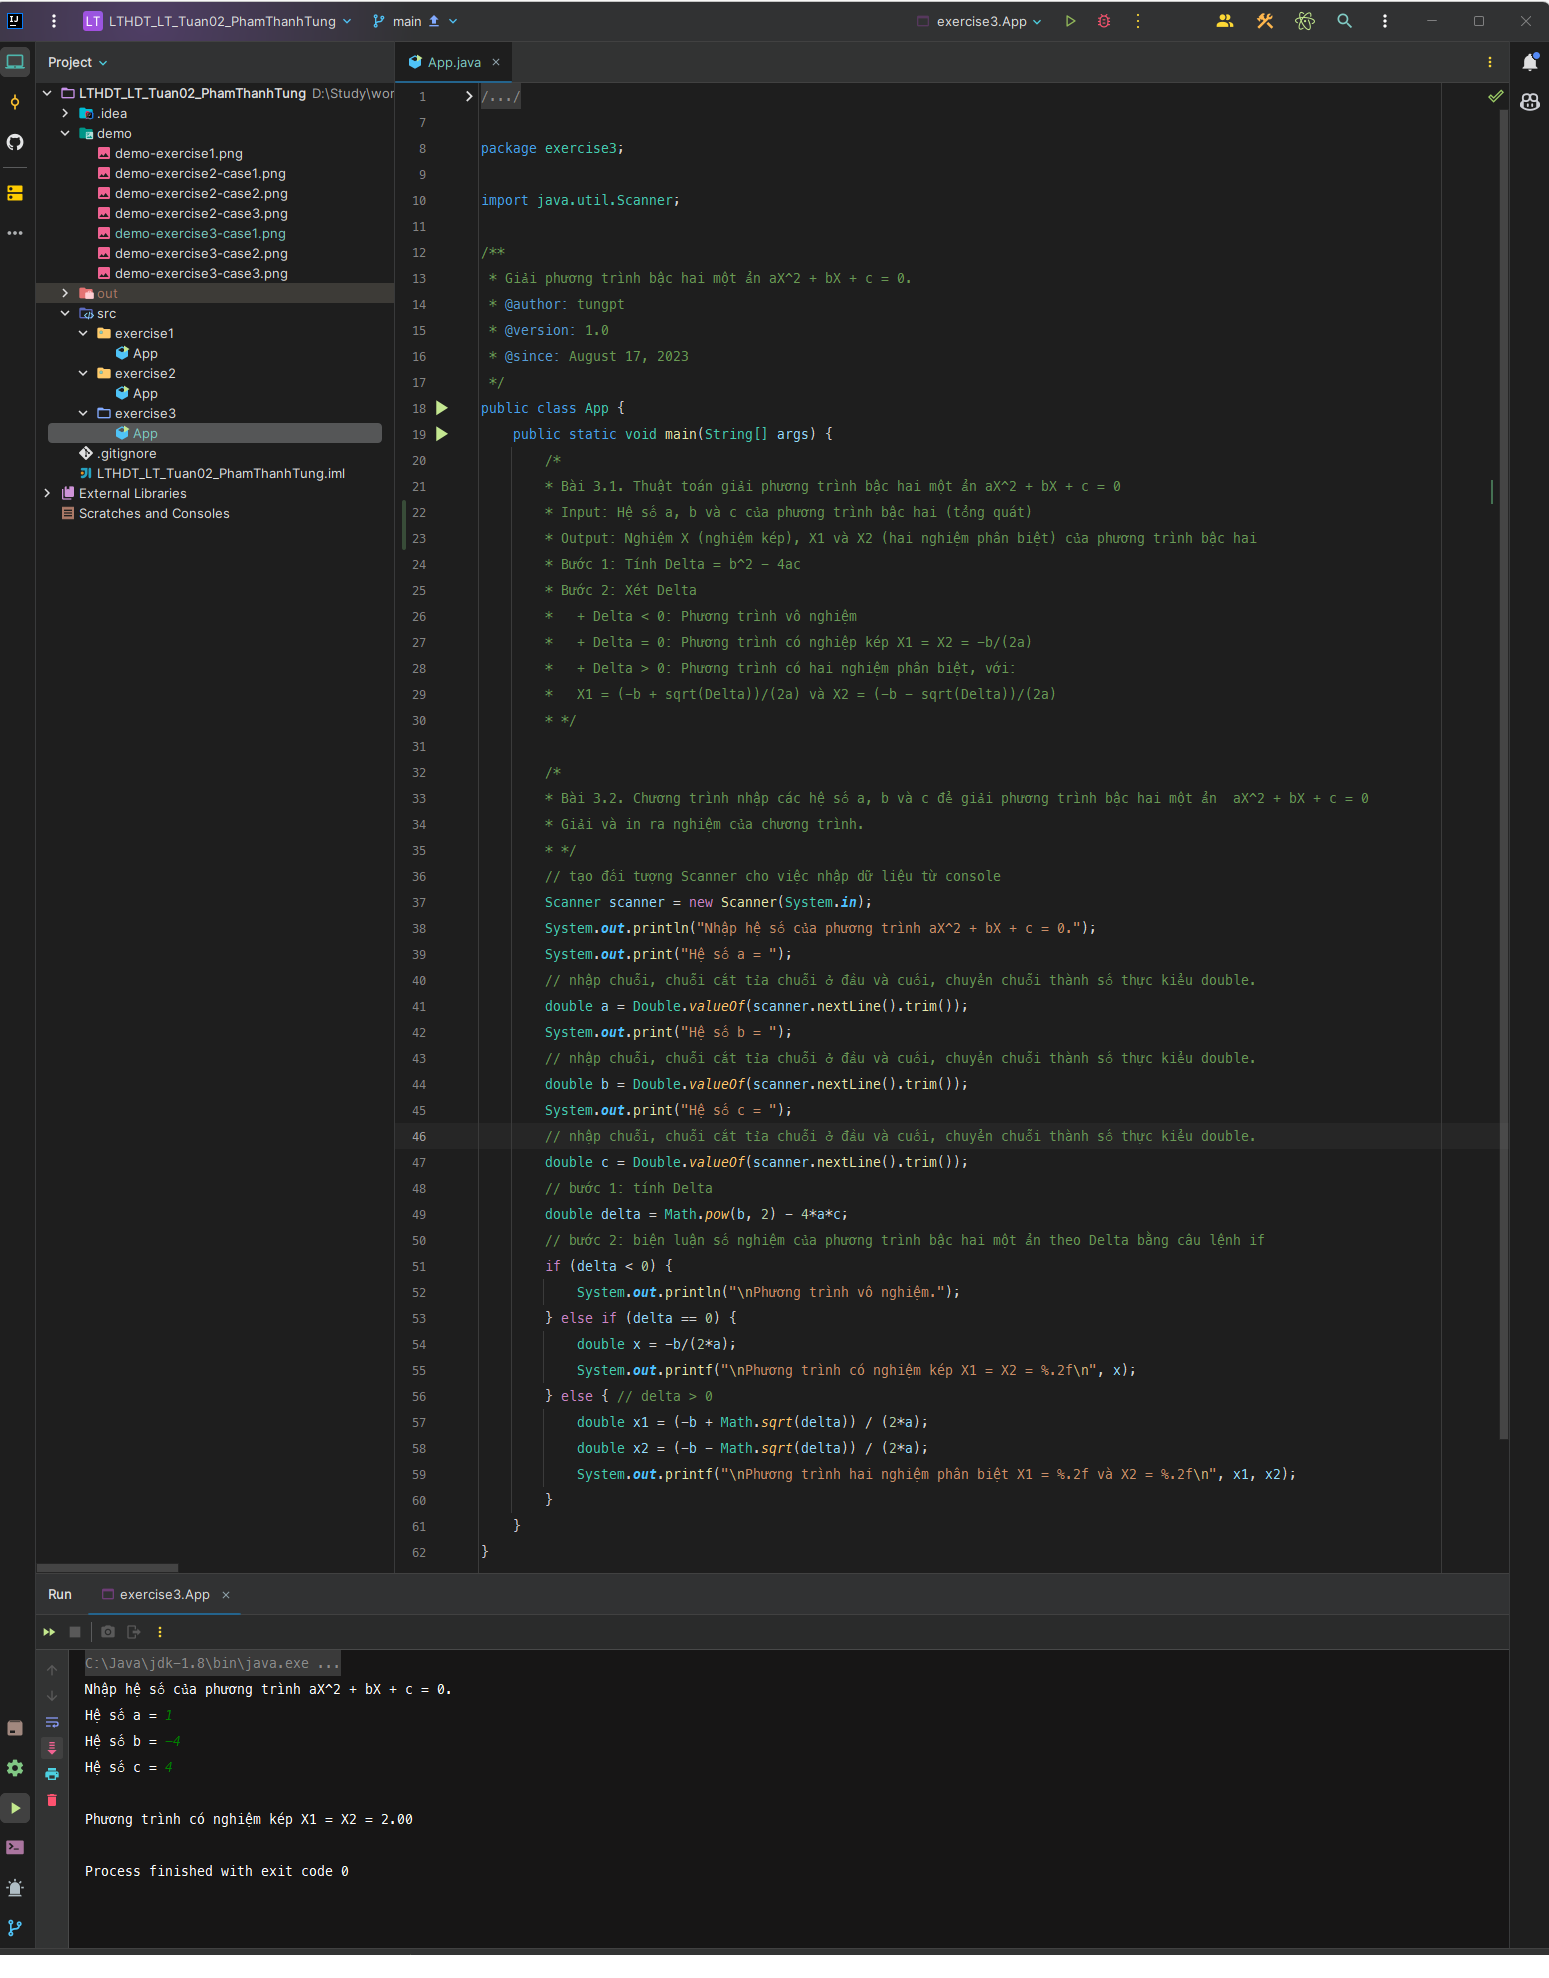 LT LTHDT_LT_Tuan02_PhamThanhTung main exercise3.App
Project
App.java
LTHDT_LT_Tuan02_PhamThanhTung D:\Study\wor
.idea
demo
demo-exercise1.png
demo-exercise2-case1.png
demo-exercise2-case2.png
demo-exercise2-case3.png
demo-exercise3-case1.png
demo-exercise3-case2.png
demo-exercise3-case3.png
out
src
exercise1
App
exercise2
App
exercise3
App
.gitignore
LTHDT_LT_Tuan02_PhamThanhTung.iml
External Libraries
Scratches and Consoles
1 /.../
7
8 package exercise3;
9
10 import java.util.Scanner;
11
12 /**
13 * Giải phương trình bậc hai một ẩn aX^2 + bX + c = 0.
14 * @author: tungpt
15 * @version: 1.0
16 * @since: August 17, 2023
17 */
18 public class App {
19 public static void main(String[] args) {
20 /*
21 * Bài 3.1. Thuật toán giải phương trình bậc hai một ẩn aX^2 + bX + c = 0
22 * Input: Hệ số a, b và c của phương trình bậc hai (tổng quát)
23 * Output: Nghiệm X (nghiệm kép), X1 và X2 (hai nghiệm phân biệt) của phương trình bậc hai
24 * Bước 1: Tính Delta = b^2 - 4ac
25 * Bước 2: Xét Delta
26 * + Delta < 0: Phương trình vô nghiệm
27 * + Delta = 0: Phương trình có nghiệp kép X1 = X2 = -b/(2a)
28 * + Delta > 0: Phương trình có hai nghiệm phân biệt, với:
29 * X1 = (-b + sqrt(Delta))/(2a) và X2 = (-b - sqrt(Delta))/(2a)
30 * */
31
32 /*
33 * Bài 3.2. Chương trình nhập các hệ số a, b và c để giải phương trình bậc hai một ẩn  aX^2 + bX + c = 0
34 * Giải và in ra nghiệm của chương trình.
35 * */
36 // tạo đối tượng Scanner cho việc nhập dữ liệu từ console
37 Scanner scanner = new Scanner(System.in);
38 System.out.println("Nhập hệ số của phương trình aX^2 + bX + c = 0.");
39 System.out.print("Hệ số a = ");
40 // nhập chuỗi, chuỗi cắt tỉa chuỗi ở đầu và cuối, chuyển chuỗi thành số thực kiểu double.
41 double a = Double.valueOf(scanner.nextLine().trim());
42 System.out.print("Hệ số b = ");
43 // nhập chuỗi, chuỗi cắt tỉa chuỗi ở đầu và cuối, chuyển chuỗi thành số thực kiểu double.
44 double b = Double.valueOf(scanner.nextLine().trim());
45 System.out.print("Hệ số c = ");
46 // nhập chuỗi, chuỗi cắt tỉa chuỗi ở đầu và cuối, chuyển chuỗi thành số thực kiểu double.
47 double c = Double.valueOf(scanner.nextLine().trim());
48 // bước 1: tính Delta
49 double delta = Math.pow(b, 2) - 4*a*c;
50 // bước 2: biện luận số nghiệm của phương trình bậc hai một ẩn theo Delta bằng câu lệnh if
51 if (delta < 0) {
52 System.out.println("\nPhương trình vô nghiệm.");
53 } else if (delta == 0) {
54 double x = -b/(2*a);
55 System.out.printf("\nPhương trình có nghiệm kép X1 = X2 = %.2f\n", x);
56 } else { // delta > 0
57 double x1 = (-b + Math.sqrt(delta)) / (2*a);
58 double x2 = (-b - Math.sqrt(delta)) / (2*a);
59 System.out.printf("\nPhương trình hai nghiệm phân biệt X1 = %.2f và X2 = %.2f\n", x1, x2);
60 }
61 }
62 }
Run exercise3.App
C:\Java\jdk-1.8\bin\java.exe ...
Nhập hệ số của phương trình aX^2 + bX + c = 0.
Hệ số a = 1
Hệ số b = -4
Hệ số c = 4
Phương trình có nghiệm kép X1 = X2 = 2.00
Process finished with exit code 0